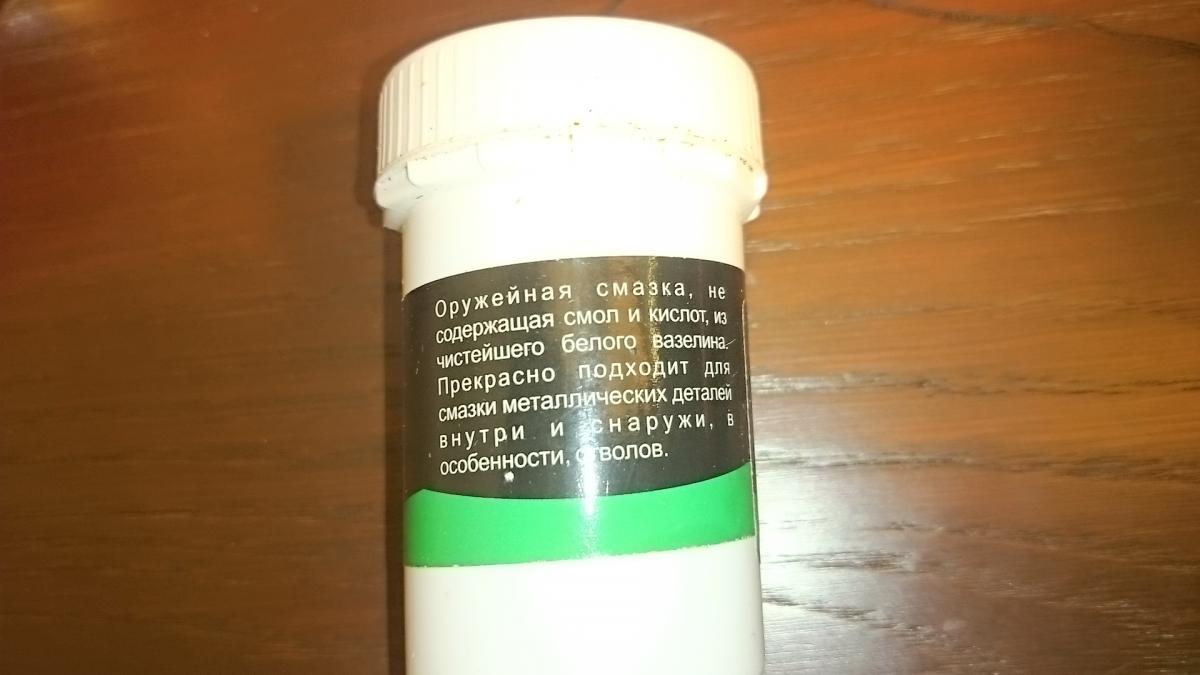 Оружейная смазка, не
содержащая смол и кислот, из
чистейшего белого вазелина.
Прекрасно подходит для
смазки металлических деталей
внутри и снаружи, в
особенности, стволов.